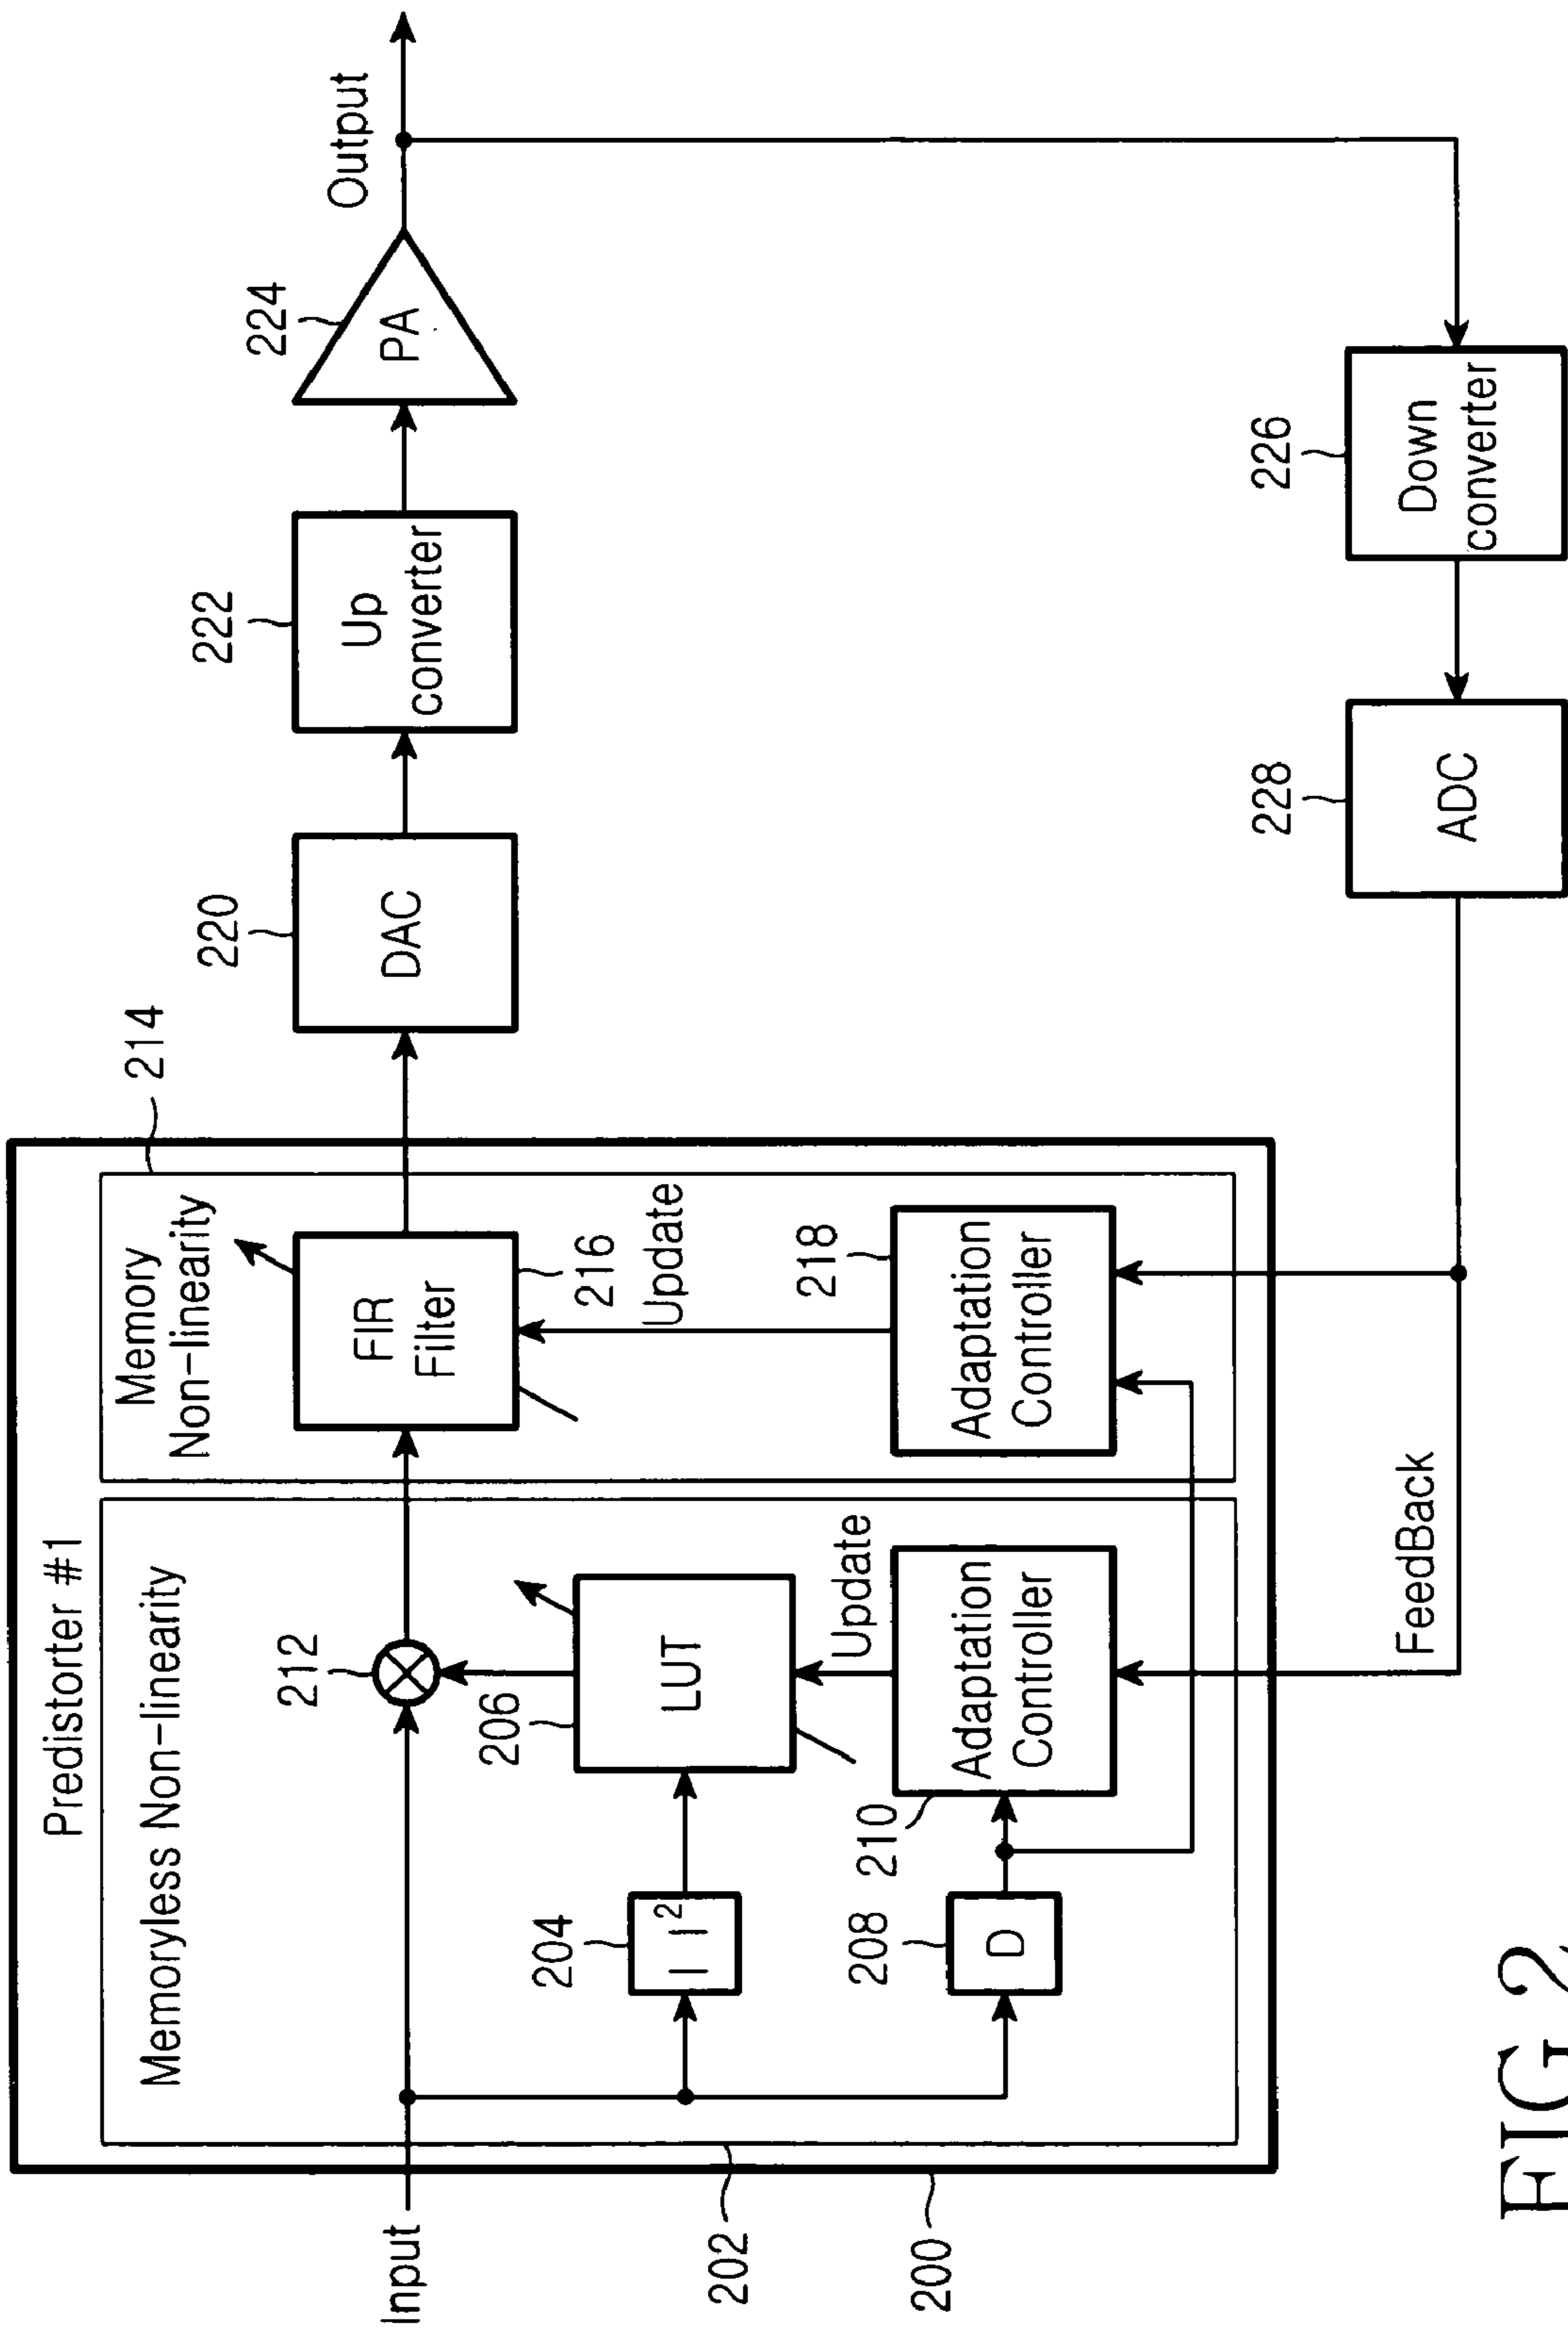 Predistorter #1
Memoryless Non-linearity
Memory
Non-linearity
214
Input
212
FIR
Filter
216
220
DAC
222
Up
converter
224
PA
Output
204
| |²
206
LUT
Update
Update
208
D
210
Adaptation
Controller
218
Adaptation
Controller
202
200
FeedBack
228
ADC
226
Down
converter
FIG 2